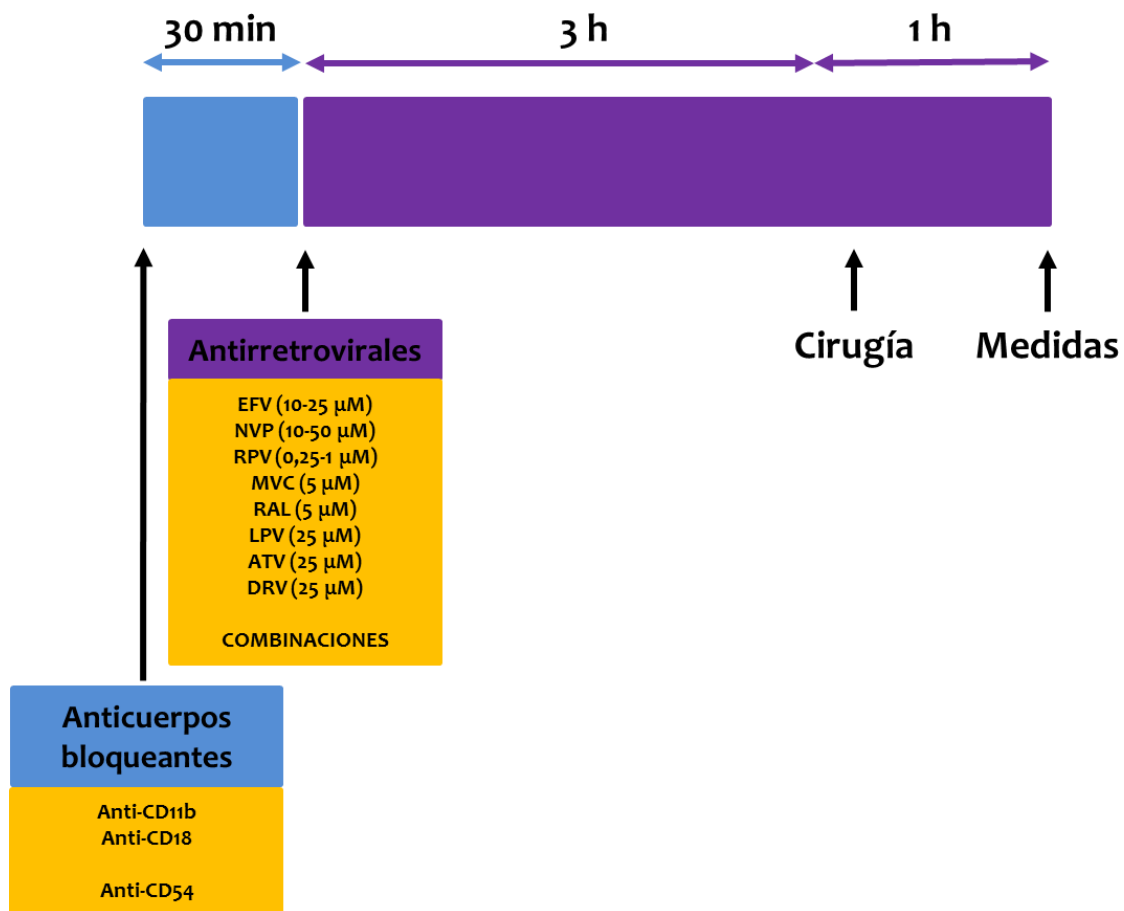 30 min
3 h
1 h
Cirugía
Medidas
Antirretrovirales
EFV (10-25 µM)
NVP (10-50 µM)
RPV (0,25-1 µM)
MVC (5 µM)
RAL (5 µM)
LPV (25 µM)
ATV (25 µM)
DRV (25 µM)
COMBINACIONES
Anticuerpos
bloqueantes
Anti-CD11b
Anti-CD18
Anti-CD54